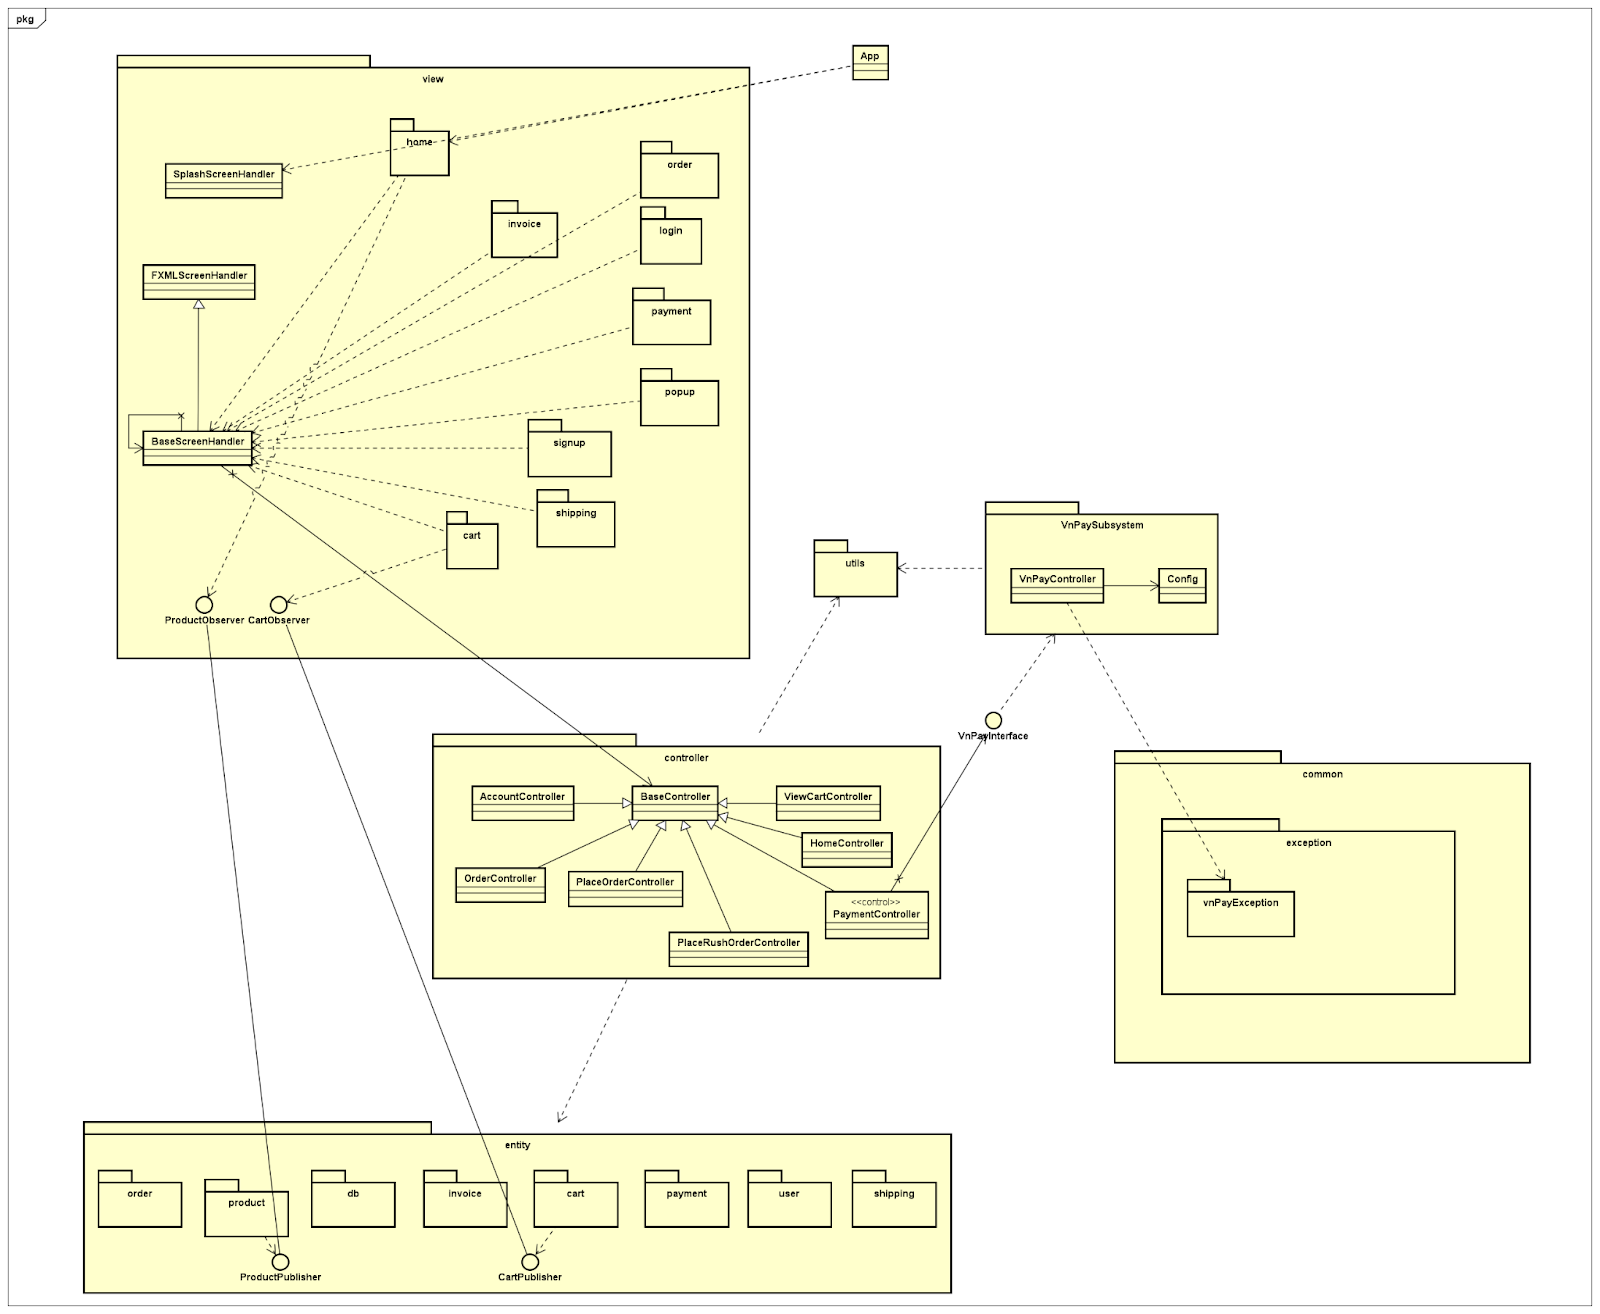 pkg
App
view
home
order
SplashScreenHandler
invoice
login
FXMLScreenHandler
payment
popup
BaseScreenHandler
signup
shipping
cart
ProductObserver
CartObserver
utils
VnPaySubsystem
VnPayController
Config
VnPayInterface
controller
AccountController
BaseController
ViewCartController
HomeController
OrderController
PlaceOrderController
<<control>>
PaymentController
PlaceRushOrderController
common
exception
vnPayException
entity
order
product
db
invoice
cart
payment
user
shipping
ProductPublisher
CartPublisher